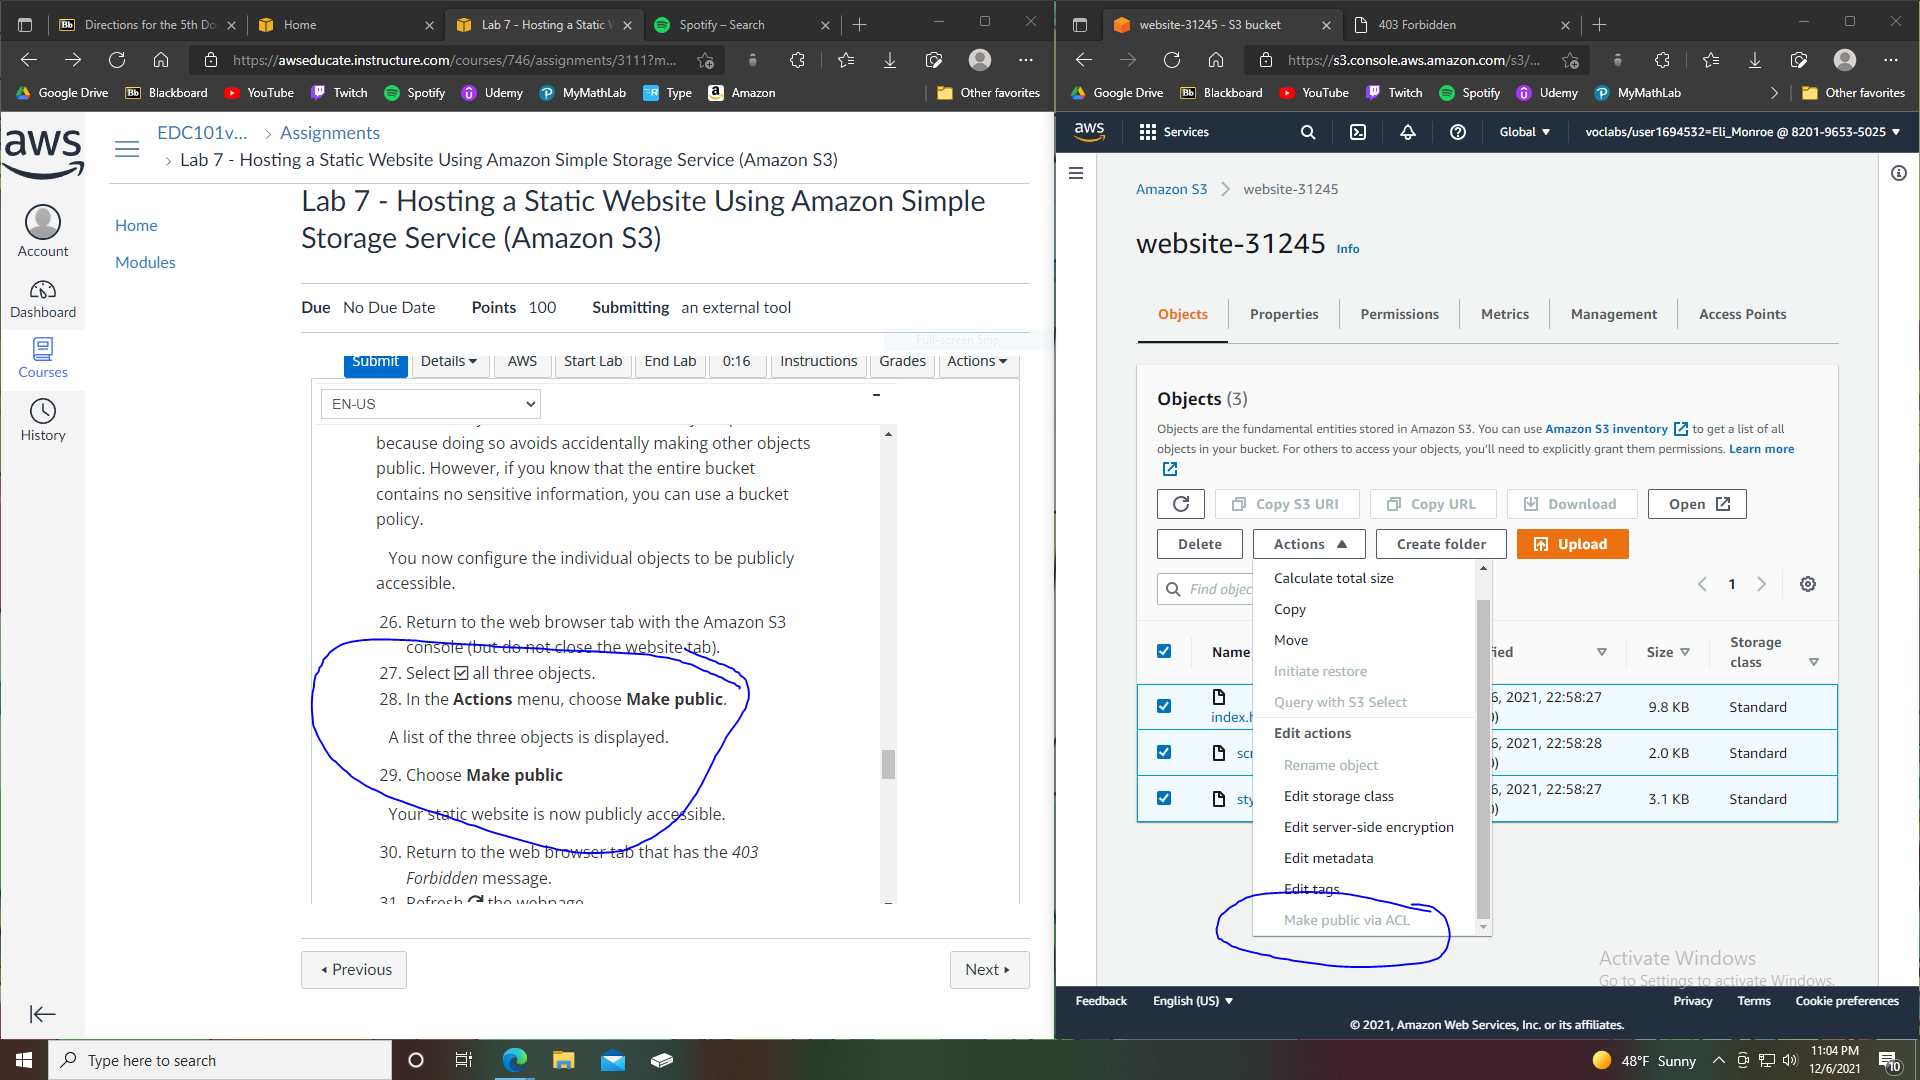 Directions for the 5th Do
Home
Lab 7 - Hosting a Static W
Spotify – Search
https://awseducate.instructure.com/courses/746/assignments/3111?m...
Google Drive
Blackboard
YouTube
Twitch
Spotify
Udemy
MyMathLab
Type
Amazon
Other favorites
aws
Account
Dashboard
Courses
History
EDC101v... > Assignments
> Lab 7 - Hosting a Static Website Using Amazon Simple Storage Service (Amazon S3)
Home
Modules
Lab 7 - Hosting a Static Website Using Amazon Simple
Storage Service (Amazon S3)
Due No Due Date Points 100 Submitting an external tool
Full-screen Snip
Submit Details AWS Start Lab End Lab 0:16 Instructions Grades Actions
EN-US
because doing so avoids accidentally making other objects
public. However, if you know that the entire bucket
contains no sensitive information, you can use a bucket
policy.
You now configure the individual objects to be publicly
accessible.
26. Return to the web browser tab with the Amazon S3
console (but do not close the website tab).
27. Select all three objects.
28. In the Actions menu, choose Make public.
A list of the three objects is displayed.
29. Choose Make public
Your static website is now publicly accessible.
30. Return to the web browser tab that has the 403
Forbidden message.
31. Refresh the webpage
Previous
Next
website-31245 - S3 bucket
403 Forbidden
https://s3.console.aws.amazon.com/s3/...
Google Drive
Blackboard
YouTube
Twitch
Spotify
Udemy
MyMathLab
Other favorites
aws
Services
Global
voclabs/user1694532=Eli_Monroe @ 8201-9653-5025
Amazon S3 > website-31245
website-31245 Info
Objects
Properties
Permissions
Metrics
Management
Access Points
Objects (3)
Objects are the fundamental entities stored in Amazon S3. You can use Amazon S3 inventory to get a list of all
objects in your bucket. For others to access your objects, you'll need to explicitly grant them permissions. Learn more
Copy S3 URI
Copy URL
Download
Open
Delete
Actions
Create folder
Upload
Find objec
1
Calculate total size
Copy
Move
Initiate restore
Query with S3 Select
Edit actions
Rename object
Edit storage class
Edit server-side encryption
Edit metadata
Edit tags
Make public via ACL
Name
fied
Size
Storage
class
index.h
6, 2021, 22:58:27
0)
9.8 KB
Standard
scr
6, 2021, 22:58:28
0)
2.0 KB
Standard
sty
6, 2021, 22:58:27
0)
3.1 KB
Standard
Activate Windows
Go to Settings to activate Windows.
Feedback
English (US)
Privacy
Terms
Cookie preferences
© 2021, Amazon Web Services, Inc. or its affiliates.
Type here to search
48°F Sunny
11:04 PM
12/6/2021
10